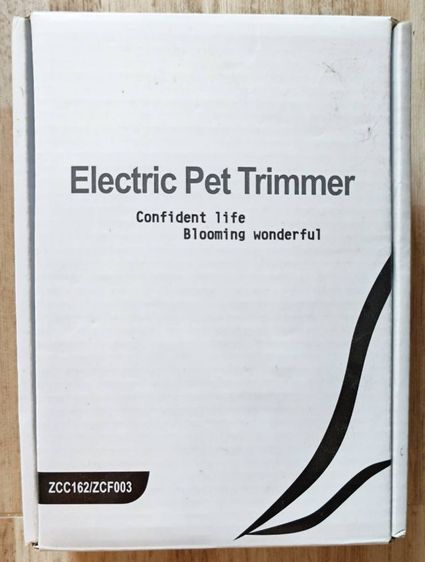 Electric Pet Trimmer
Confident life
Blooming wonderful
ZCC162/ZCF003